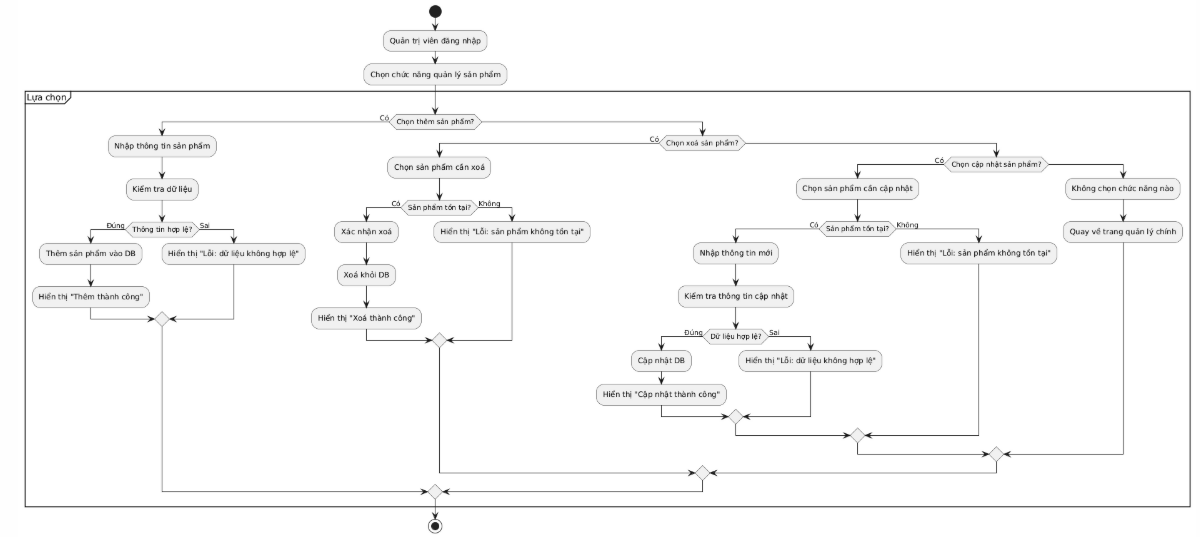 Quản trị viên đăng nhập
Chọn chức năng quản lý sản phẩm
Lựa chọn
Có
Chọn thêm sản phẩm?
Nhập thông tin sản phẩm
Kiểm tra dữ liệu
Đúng
Thông tin hợp lệ?
Sai
Thêm sản phẩm vào DB
Hiển thị "Lỗi: dữ liệu không hợp lệ"
Hiển thị "Thêm thành công"
Có
Chọn xoá sản phẩm?
Chọn sản phẩm cần xoá
Có
Sản phẩm tồn tại?
Không
Xác nhận xoá
Hiển thị "Lỗi: sản phẩm không tồn tại"
Xoá khỏi DB
Hiển thị "Xoá thành công"
Có
Chọn cập nhật sản phẩm?
Chọn sản phẩm cần cập nhật
Có
Sản phẩm tồn tại?
Không
Nhập thông tin mới
Hiển thị "Lỗi: sản phẩm không tồn tại"
Kiểm tra thông tin cập nhật
Đúng
Dữ liệu hợp lệ?
Sai
Cập nhật DB
Hiển thị "Lỗi: dữ liệu không hợp lệ"
Hiển thị "Cập nhật thành công"
Không chọn chức năng nào
Quay về trang quản lý chính